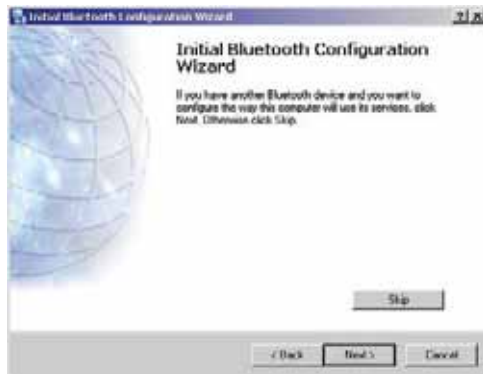 Initial Bluetooth Configuration Wizard
Initial Bluetooth Configuration
Wizard
If you have another Bluetooth device and you want to
configure the way this computer will use its services, click
Next. Otherwise click Skip.
Skip
< Back
Next >
Cancel